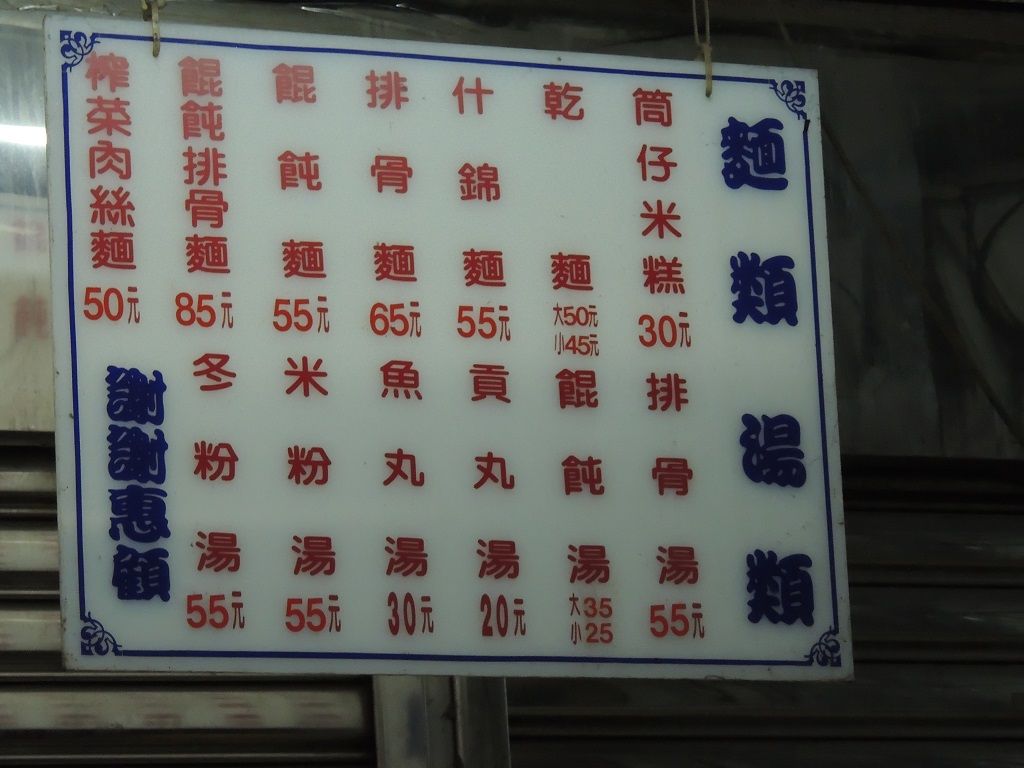 麵類
湯類
筒仔米糕
30元
乾麵
大50元
小45元
什錦麵
55元
排骨麵
65元
餛飩麵
55元
餛飩排骨麵
85元
榨菜肉絲麵
50元
排骨湯
55元
餛飩湯
大35
小25
貢丸湯
20元
魚丸湯
30元
米粉湯
55元
冬粉湯
55元
謝謝惠顧